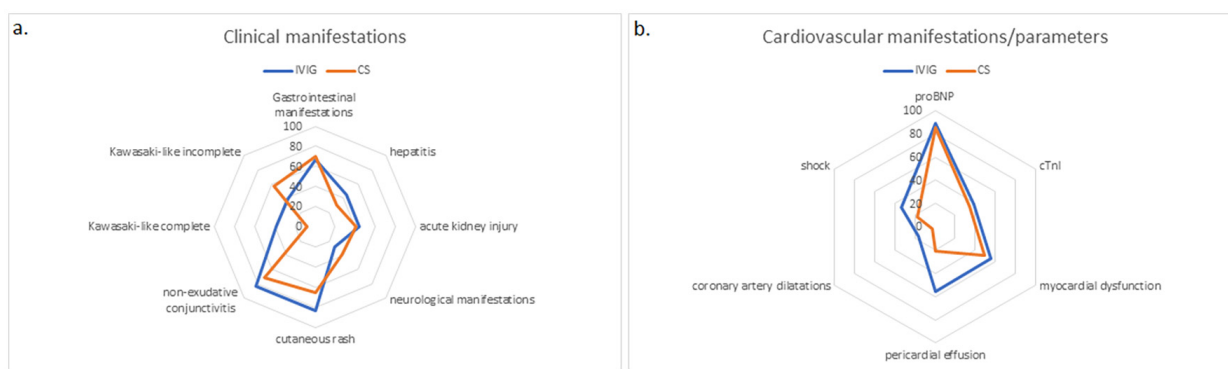 a.
Clinical manifestations
IVIG CS
Gastrointestinal
manifestations
100
80
60
40
20
0
hepatitis
acute kidney injury
neurological manifestations
cutaneous rash
non-exudative
conjunctivitis
Kawasaki-like complete
Kawasaki-like incomplete
b.
Cardiovascular manifestations/parameters
IVIG CS
proBNP
100
80
60
40
20
0
cTnI
myocardial dysfunction
pericardial effusion
coronary artery dilatations
shock